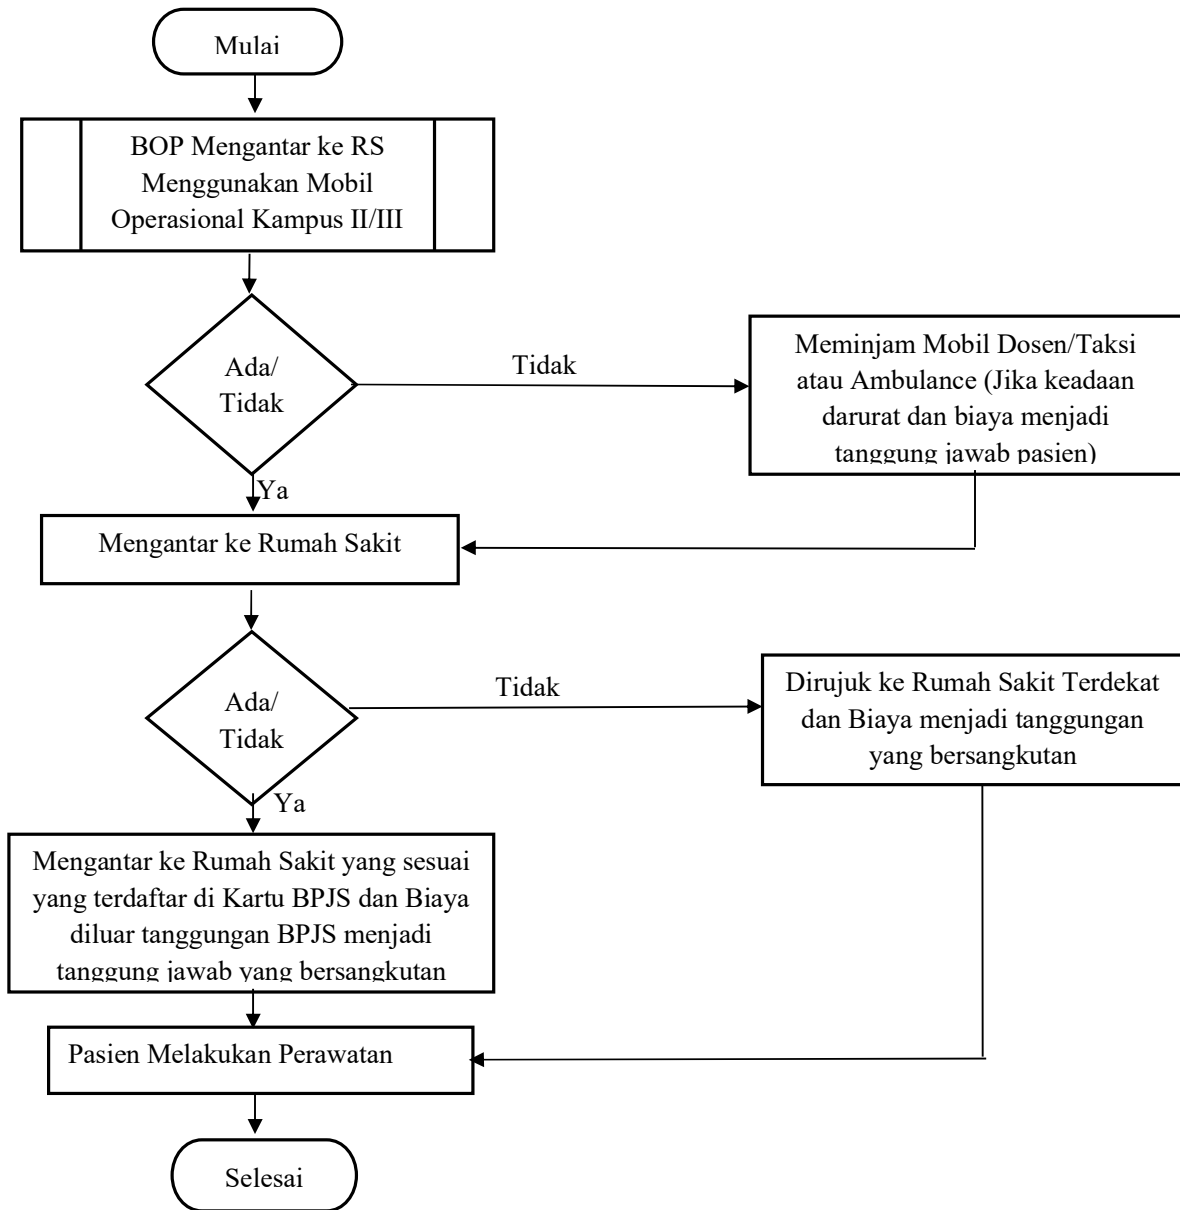 Mulai
BOP Mengantar ke RS
Menggunakan Mobil
Operasional Kampus II/III
Ada/
Tidak
Tidak
Meminjam Mobil Dosen/Taksi
atau Ambulance (Jika keadaan
darurat dan biaya menjadi
tanggung jawab pasien)
Ya
Mengantar ke Rumah Sakit
Ada/
Tidak
Tidak
Dirujuk ke Rumah Sakit Terdekat
dan Biaya menjadi tanggungan
yang bersangkutan
Ya
Mengantar ke Rumah Sakit yang sesuai
yang terdaftar di Kartu BPJS dan Biaya
diluar tanggungan BPJS menjadi
tanggung jawab yang bersangkutan
Pasien Melakukan Perawatan
Selesai